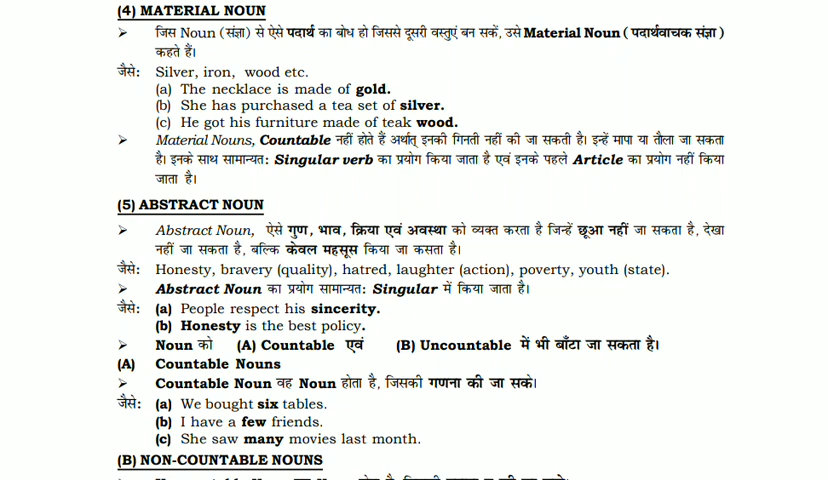 (4) MATERIAL NOUN
➢ जिस Noun (संज्ञा) से ऐसे पदार्थ का बोध हो जिससे दूसरी वस्तुएं बन सकें, उसे Material Noun ( पदार्थवाचक संज्ञा )
कहते हैं।
जैसे: Silver, iron, wood etc.
(a) The necklace is made of gold.
(b) She has purchased a tea set of silver.
(c) He got his furniture made of teak wood.
➢ Material Nouns, Countable नहीं होते हैं अर्थात् इनकी गिनती नहीं की जा सकती है। इन्हें मापा या तौला जा सकता
है। इनके साथ सामान्यत: Singular verb का प्रयोग किया जाता है एवं इनके पहले Article का प्रयोग नहीं किया
जाता है।
(5) ABSTRACT NOUN
➢ Abstract Noun, ऐसे गुण, भाव, क्रिया एवं अवस्था को व्यक्त करता है जिन्हें छूआ नहीं जा सकता है, देखा
नहीं जा सकता है, बल्कि केवल महसूस किया जा कसता है।
जैसे: Honesty, bravery (quality), hatred, laughter (action), poverty, youth (state).
➢ Abstract Noun का प्रयोग सामान्यत: Singular में किया जाता है।
जैसे: (a) People respect his sincerity.
(b) Honesty is the best policy.
➢ Noun को (A) Countable एवं (B) Uncountable में भी बाँटा जा सकता है।
(A) Countable Nouns
➢ Countable Noun वह Noun होता है, जिसकी गणना की जा सके।
जैसे: (a) We bought six tables.
(b) I have a few friends.
(c) She saw many movies last month.
(B) NON-COUNTABLE NOUNS